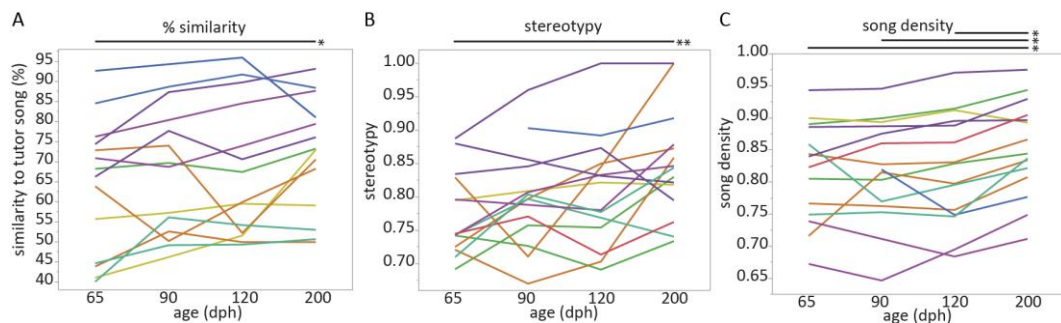 A
% similarity
*
similarity to tutor song (%)
95
90
85
80
75
70
65
60
55
50
45
40
65 90 120 200
age (dph)
B
stereotypy
**
stereotypy
1.00
0.95
0.90
0.85
0.80
0.75
0.70
65 90 120 200
age (dph)
C
song density
**
***
*
song density
1.00
0.95
0.90
0.85
0.80
0.75
0.70
0.65
65 90 120 200
age (dph)